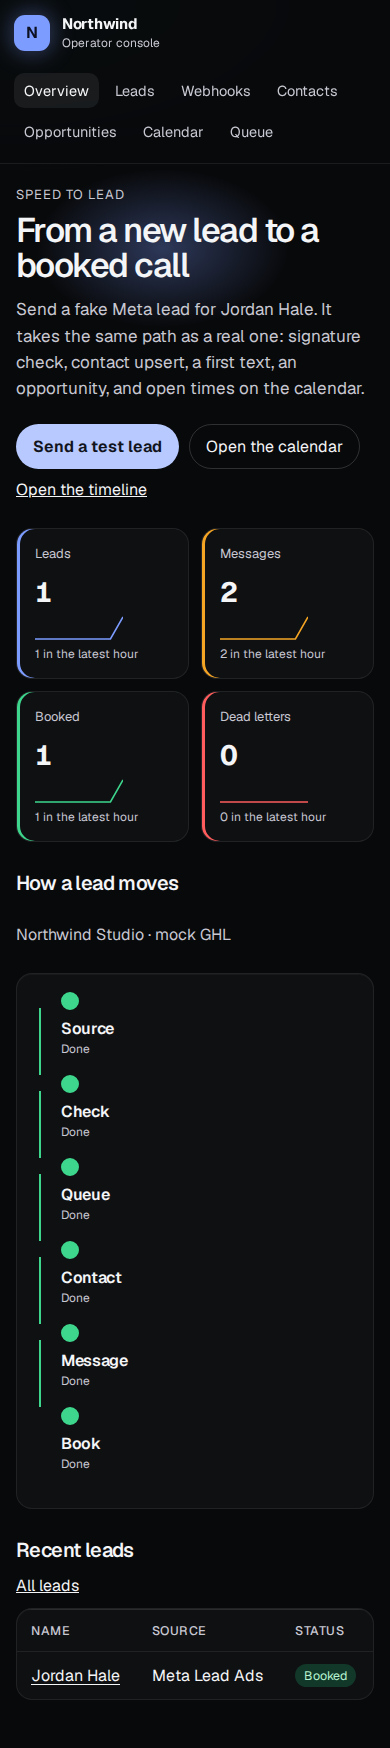 N
Northwind
Operator console
Overview Leads Webhooks Contacts
Opportunities Calendar Queue
SPEED TO LEAD
From a new lead to a
booked call
Send a fake Meta lead for Jordan Hale. It
takes the same path as a real one: signature
check, contact upsert, a first text, an
opportunity, and open times on the calendar.
Send a test lead Open the calendar
Open the timeline
Leads
1
1 in the latest hour
Messages
2
2 in the latest hour
Booked
1
1 in the latest hour
Dead letters
0
0 in the latest hour
How a lead moves
Northwind Studio · mock GHL
Source
Done
Check
Done
Queue
Done
Contact
Done
Message
Done
Book
Done
Recent leads
All leads
NAME SOURCE STATUS
Jordan Hale Meta Lead Ads Booked